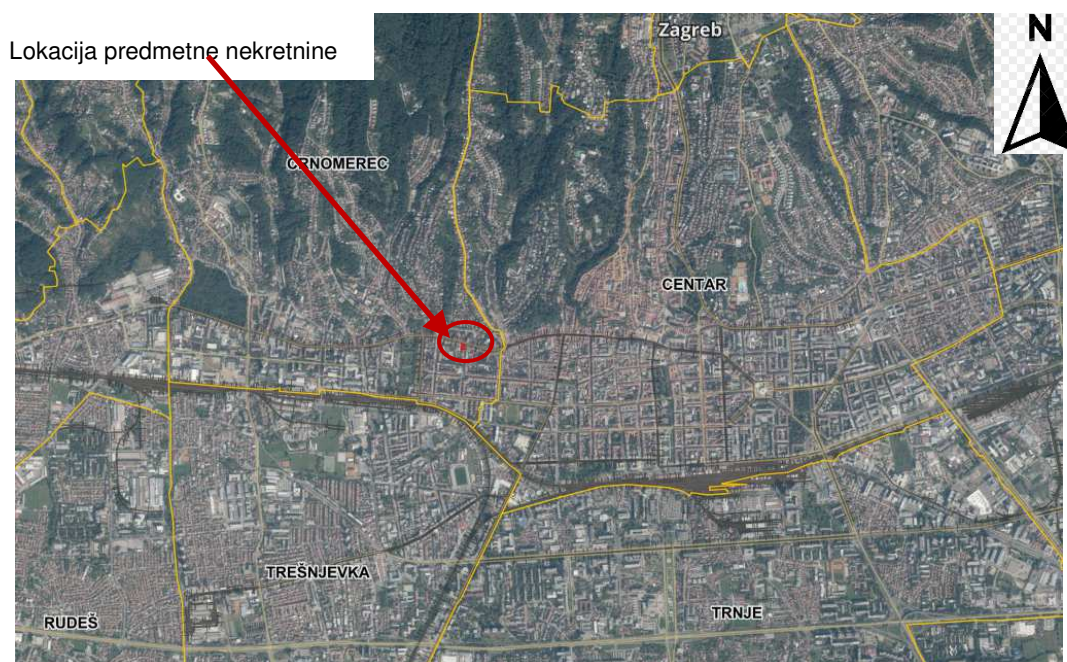 Zagreb
N
Lokacija predmetne nekretnine
ČRNOMEREC
CENTAR
TREŠNJEVKA
TRNJE
RUDEŠ